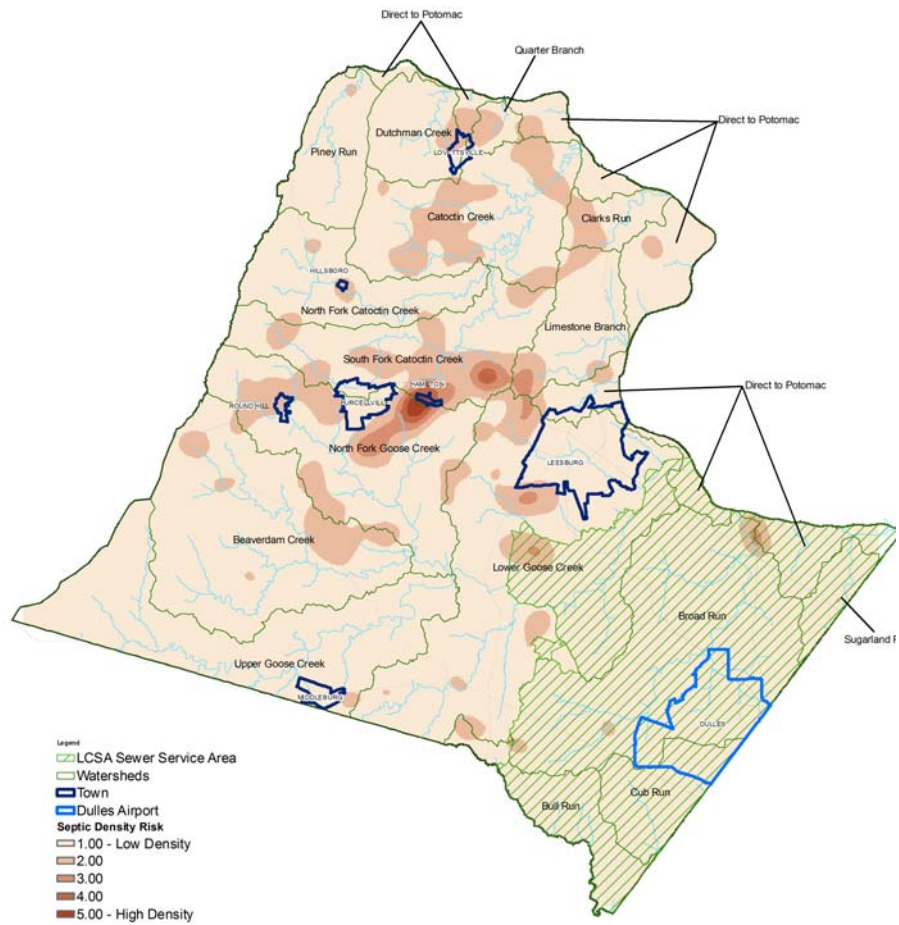 Direct to Potomac
Quarter Branch
Direct to Potomac
Dutchman Creek
LOVETTSVILLE
Piney Run
Catoctin Creek
Clarks Run
HILLSBORO
North Fork Catoctin Creek
Limestone Branch
South Fork Catoctin Creek
HAMILTON
Direct to Potomac
ROUND HILL
PURCELLVILLE
North Fork Goose Creek
LEESBURG
Beaverdam Creek
Lower Goose Creek
Broad Run
Sugarland R
Upper Goose Creek
MIDDLEBURG
DULLES
Cub Run
Bull Run
Legend
LCSA Sewer Service Area
Watersheds
Town
Dulles Airport
Septic Density Risk
1.00 - Low Density
2.00
3.00
4.00
5.00 - High Density